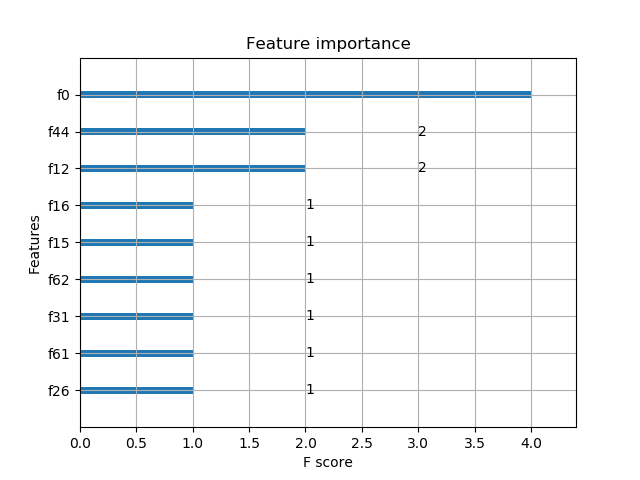 Feature importance
f0
f44 2
f12 2
f16 1
f15 1
f62 1
f31 1
f61 1
f26 1
Features
0.0 0.5 1.0 1.5 2.0 2.5 3.0 3.5 4.0
F score